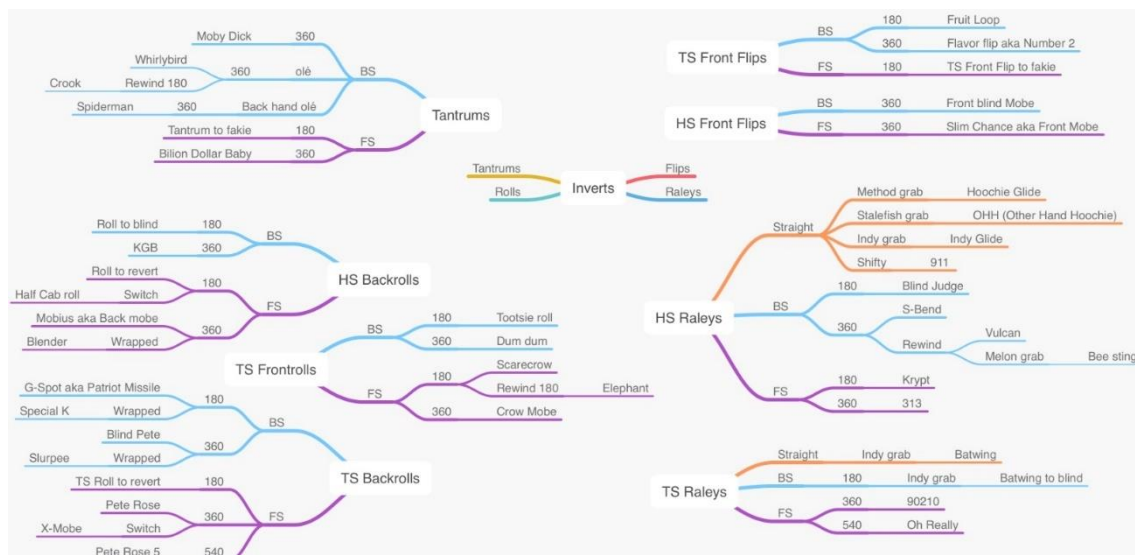 Moby Dick 360
Whirlybird
Crook Rewind 180 360 olé BS
Spiderman 360 Back hand olé
Tantrums
Tantrum to fakie 180
FS
Bilion Dollar Baby 360
BS 180 Fruit Loop
360 Flavor flip aka Number 2
TS Front Flips
FS 180 TS Front Flip to fakie
BS 360 Front blind Mobe
HS Front Flips
FS 360 Slim Chance aka Front Mobe
Tantrums Flips
Inverts
Rolls Raleys
Roll to blind 180
BS
KGB 360
HS Backrolls
Roll to revert
180
Half Cab roll Switch
FS
Mobius aka Back mobe
360
Blender Wrapped
BS 180 Tootsie roll
360 Dum dum
TS Frontrolls
Scarecrow
180
Rewind 180 Elephant
FS
360 Crow Mobe
G-Spot aka Patriot Missile
180
Special K Wrapped
BS
Blind Pete
360
Slurpee Wrapped
TS Backrolls
TS Roll to revert 180
Pete Rose
360 FS
X-Mobe Switch
Pete Rose 5 540
Method grab Hoochie Glide
Stalefish grab OHH (Other Hand Hoochie)
Straight
Indy grab Indy Glide
Shifty 911
HS Raleys
180 Blind Judge
BS
S-Bend
360
Vulcan
Rewind
Melon grab Bee sting
180 Krypt
FS
360 313
Straight Indy grab Batwing
TS Raleys
BS 180 Indy grab Batwing to blind
360 90210
FS
540 Oh Really